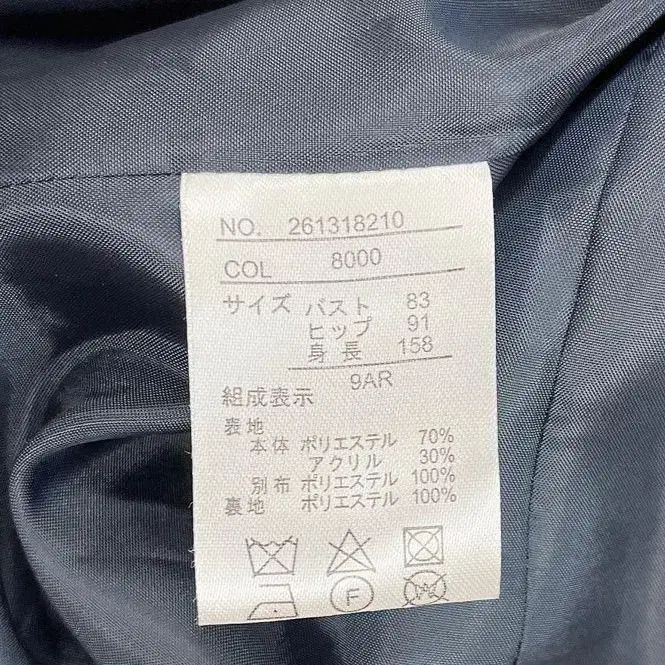 NO. 261318210
COL 8000
サイズ バスト 83
ヒップ 91
身長 158
9AR
組成表示
表地
本体 ポリエステル 70%
アクリル 30%
別布 ポリエステル 100%
裏地 ポリエステル 100%
F
W